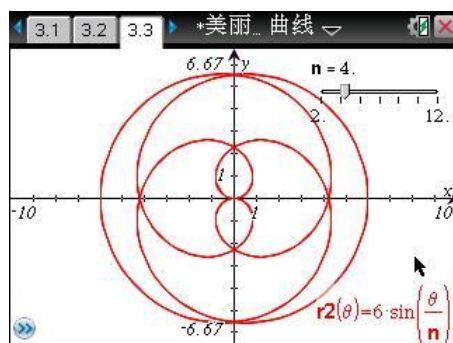 3.1 3.2 3.3 *美丽… 曲线
6.67 y
n = 4.
2. 12.
1
-10 1 x 10
r2(θ)=6·sin(θ/n)
-6.67